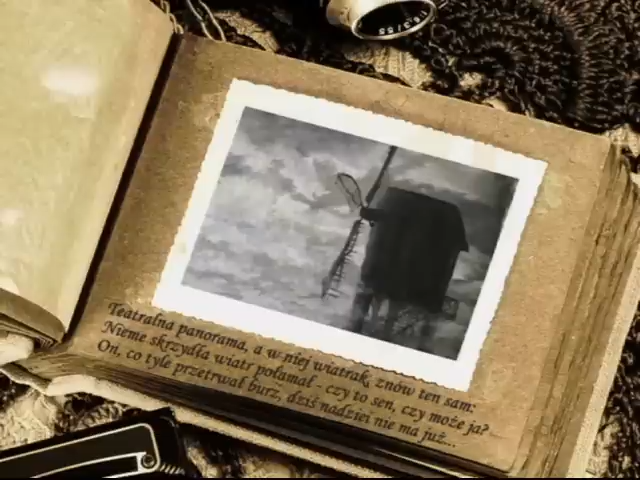 Teatralna panorama, a w niej wiatrak, znów ten sam:
Nieme skrzydła wiatr połamał - czy to sen, czy może ja?
On, co tyle przetrwał burz, dziś nadziei nie ma już...